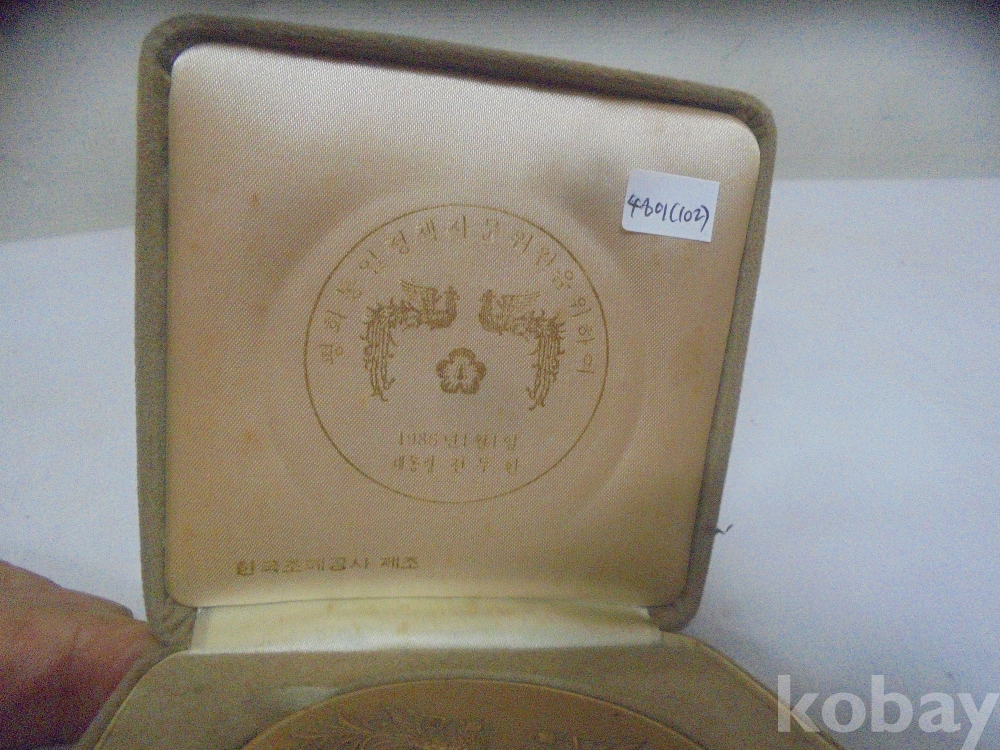 평화통일정책자문위원을 위하여
1986년 1월 1일
대통령 전두환
한국조폐공사 제조
4801(102)
kobay